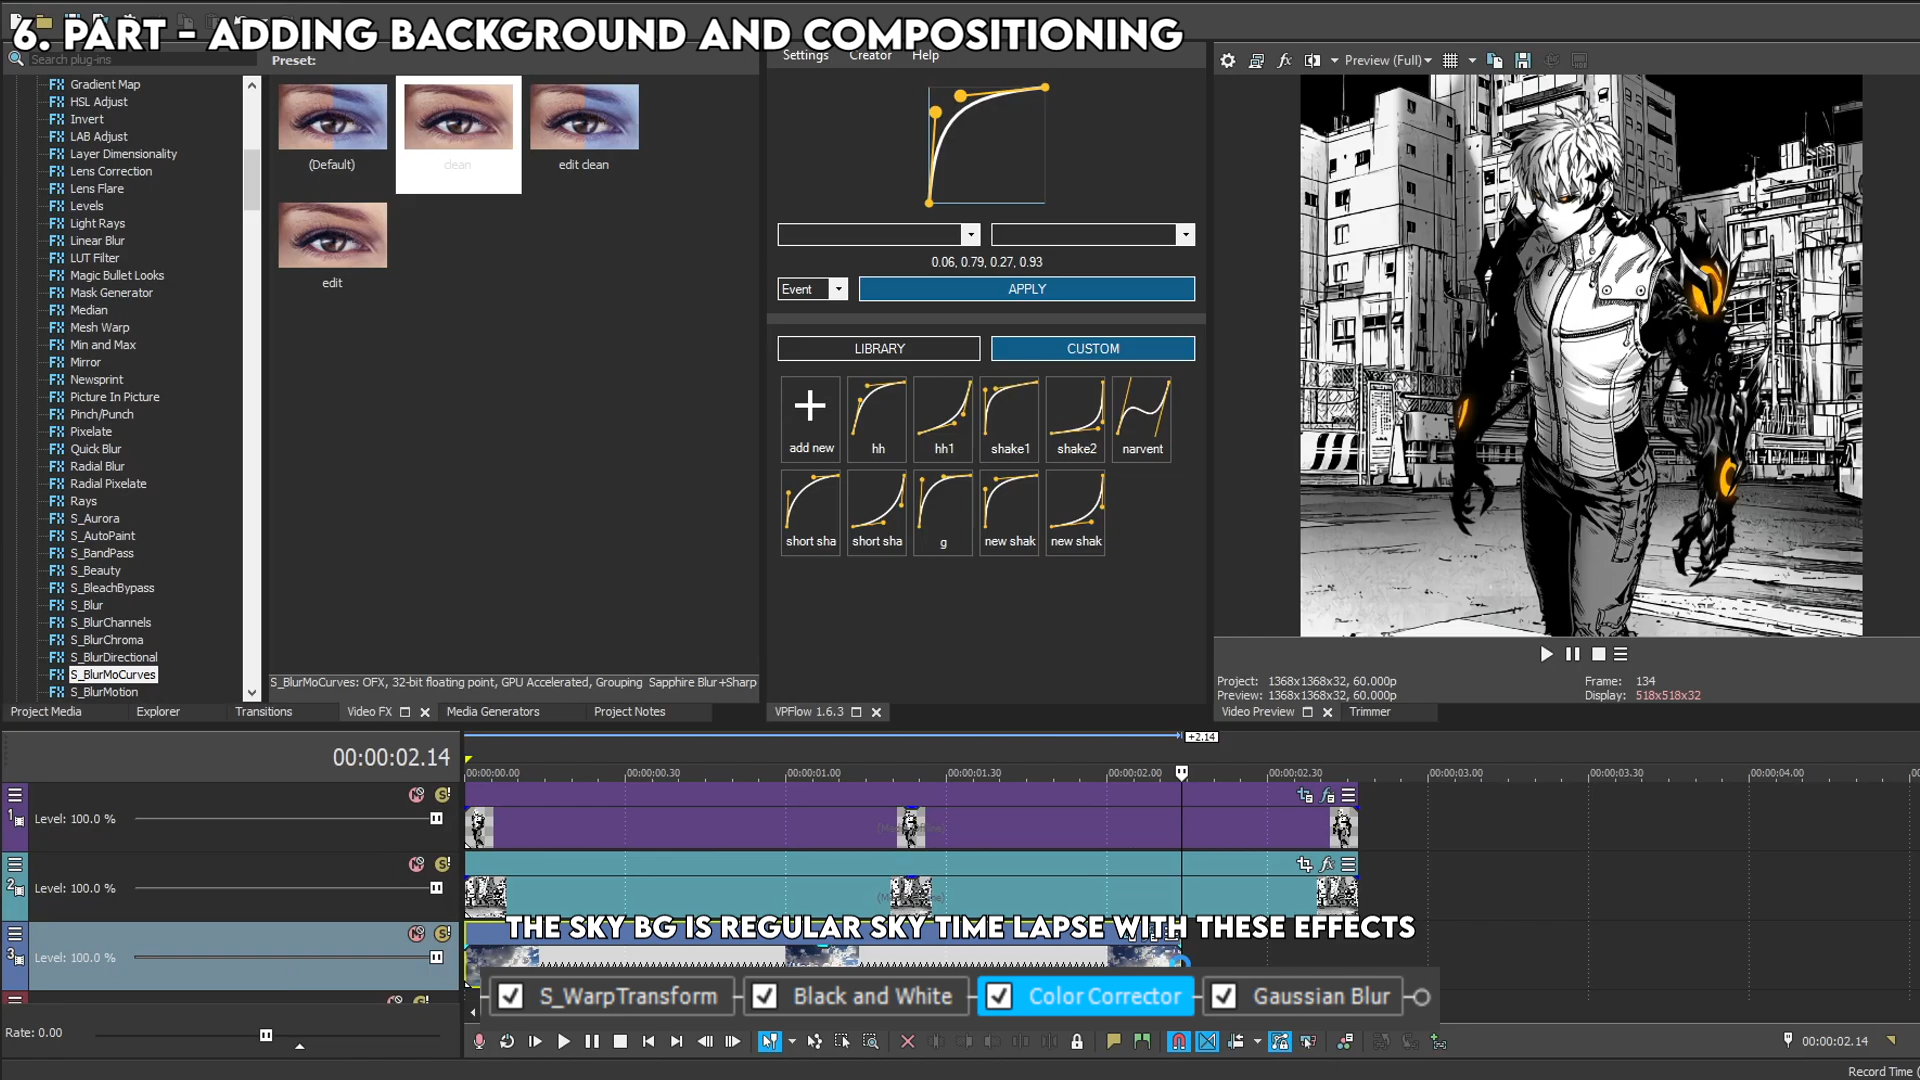 6. PART - ADDING BACKGROUND AND COMPOSITIONING
Search plug-ins
Preset:
Settings Creator Help
Preview (Full)
Gradient Map
HSL Adjust
Invert
LAB Adjust
Layer Dimensionality
Lens Correction
Lens Flare
Levels
Light Rays
Linear Blur
LUT Filter
Magic Bullet Looks
Mask Generator
Median
Mesh Warp
Min and Max
Mirror
Newsprint
Picture In Picture
Pinch/Punch
Pixelate
Quick Blur
Radial Blur
Radial Pixelate
Rays
S_Aurora
S_AutoPaint
S_BandPass
S_Beauty
S_BleachBypass
S_Blur
S_BlurChannels
S_BlurChroma
S_BlurDirectional
S_BlurMoCurves
S_BlurMotion
(Default) clean edit clean
edit
S_BlurMoCurves: OFX, 32-bit floating point, GPU Accelerated, Grouping Sapphire Blur+Sharp
0.06, 0.79, 0.27, 0.93
Event APPLY
LIBRARY CUSTOM
add new hh hh1 shake1 shake2 narvent
short sha short sha g new shak new shak
Project: 1368x1368x32, 60.000p Frame: 134
Preview: 1368x1368x32, 60.000p Display: 518x518x32
Project Media Explorer Transitions Video FX Media Generators Project Notes VPFlow 1.6.3 Video Preview Trimmer
+2.14
00:00:02.14
00:00:00.00 00:00:00.30 00:00:01.00 00:00:01.30 00:00:02.00 00:00:02.30 00:00:03.00 00:00:03.30 00:00:04.00
1 Level: 100.0 %
2 Level: 100.0 %
THE SKY BG IS REGULAR SKY TIME LAPSE WITH THESE EFFECTS
3 Level: 100.0 %
S_WarpTransform Black and White Color Corrector Gaussian Blur
Rate: 0.00
00:00:02.14
Record Time (